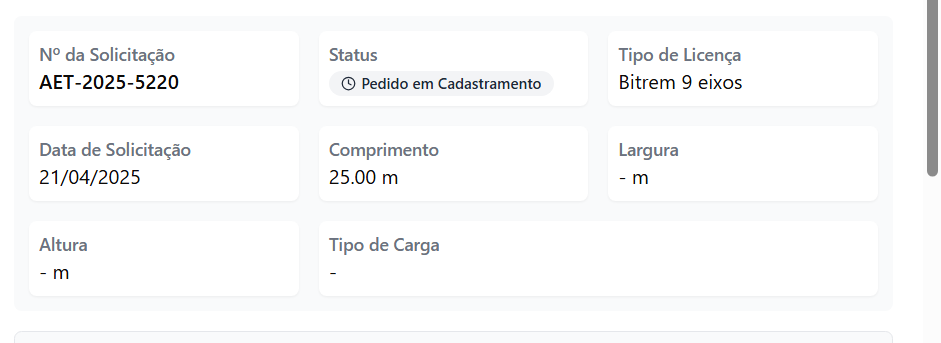 Nº da Solicitação
AET-2025-5220
Status
Pedido em Cadastramento
Tipo de Licença
Bitrem 9 eixos
Data de Solicitação
21/04/2025
Comprimento
25.00 m
Largura
- m
Altura
- m
Tipo de Carga
-